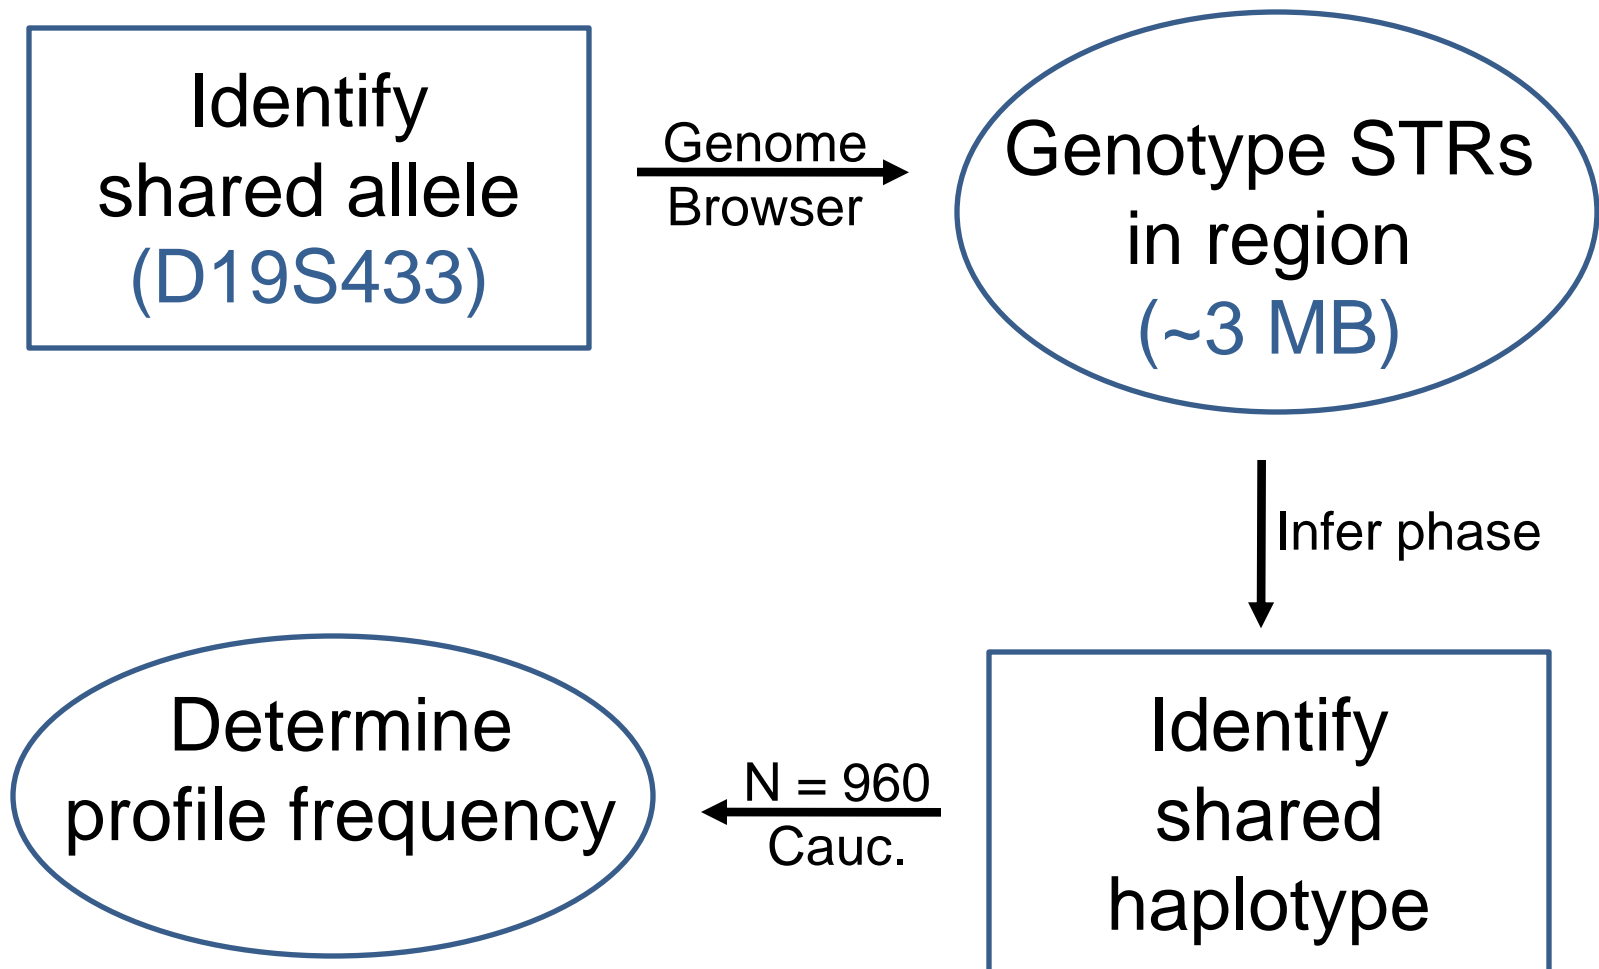 Identify
shared allele
(D19S433)
Genome
Browser
Genotype STRs
in region
(~3 MB)
Infer phase
Identify
shared
haplotype
N = 960
Cauc.
Determine
profile frequency